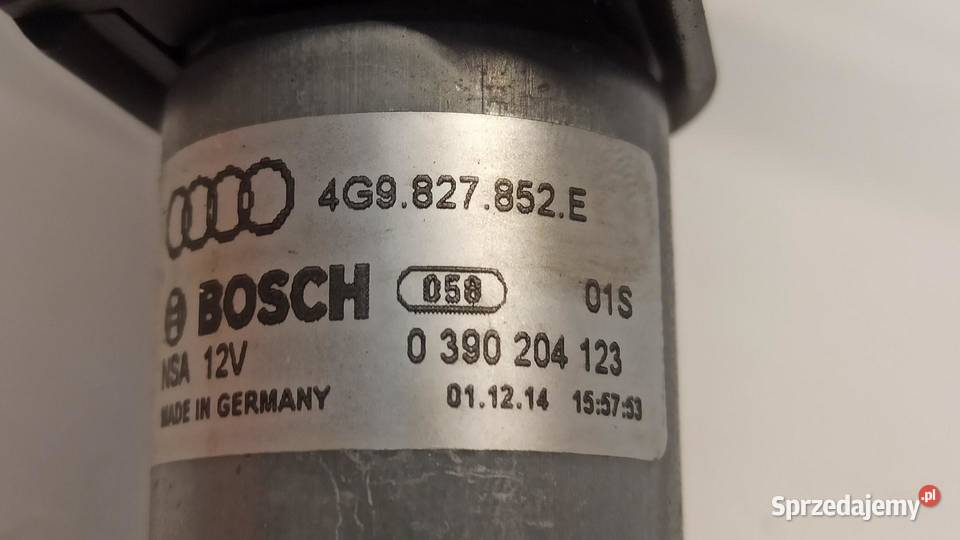 4G9.827.852.E
BOSCH 058 01S
NSA 12V 0 390 204 123
MADE IN GERMANY 01.12.14 15:57:53
Sprzedajemy.pl